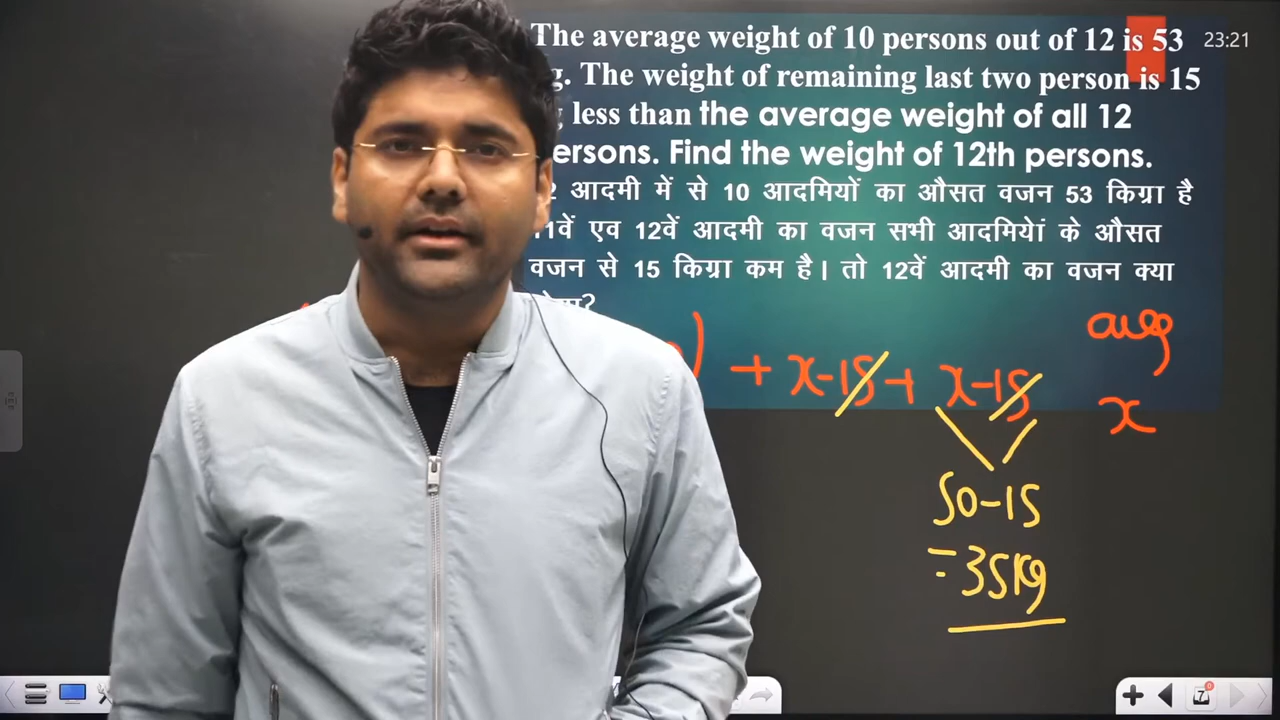 The average weight of 10 persons out of 12 is 53
23:21
g. The weight of remaining last two person is 15
less than the average weight of all 12
ersons. Find the weight of 12th persons.
आदमी में से 10 आदमियों का औसत वजन 53 किग्रा है
11वें एव 12वें आदमी का वजन सभी आदमियेां के औसत
वजन से 15 किग्रा कम है। तो 12वें आदमी का वजन क्या
avg
) + x-15 + x-15
x
50-15
=35kg
7